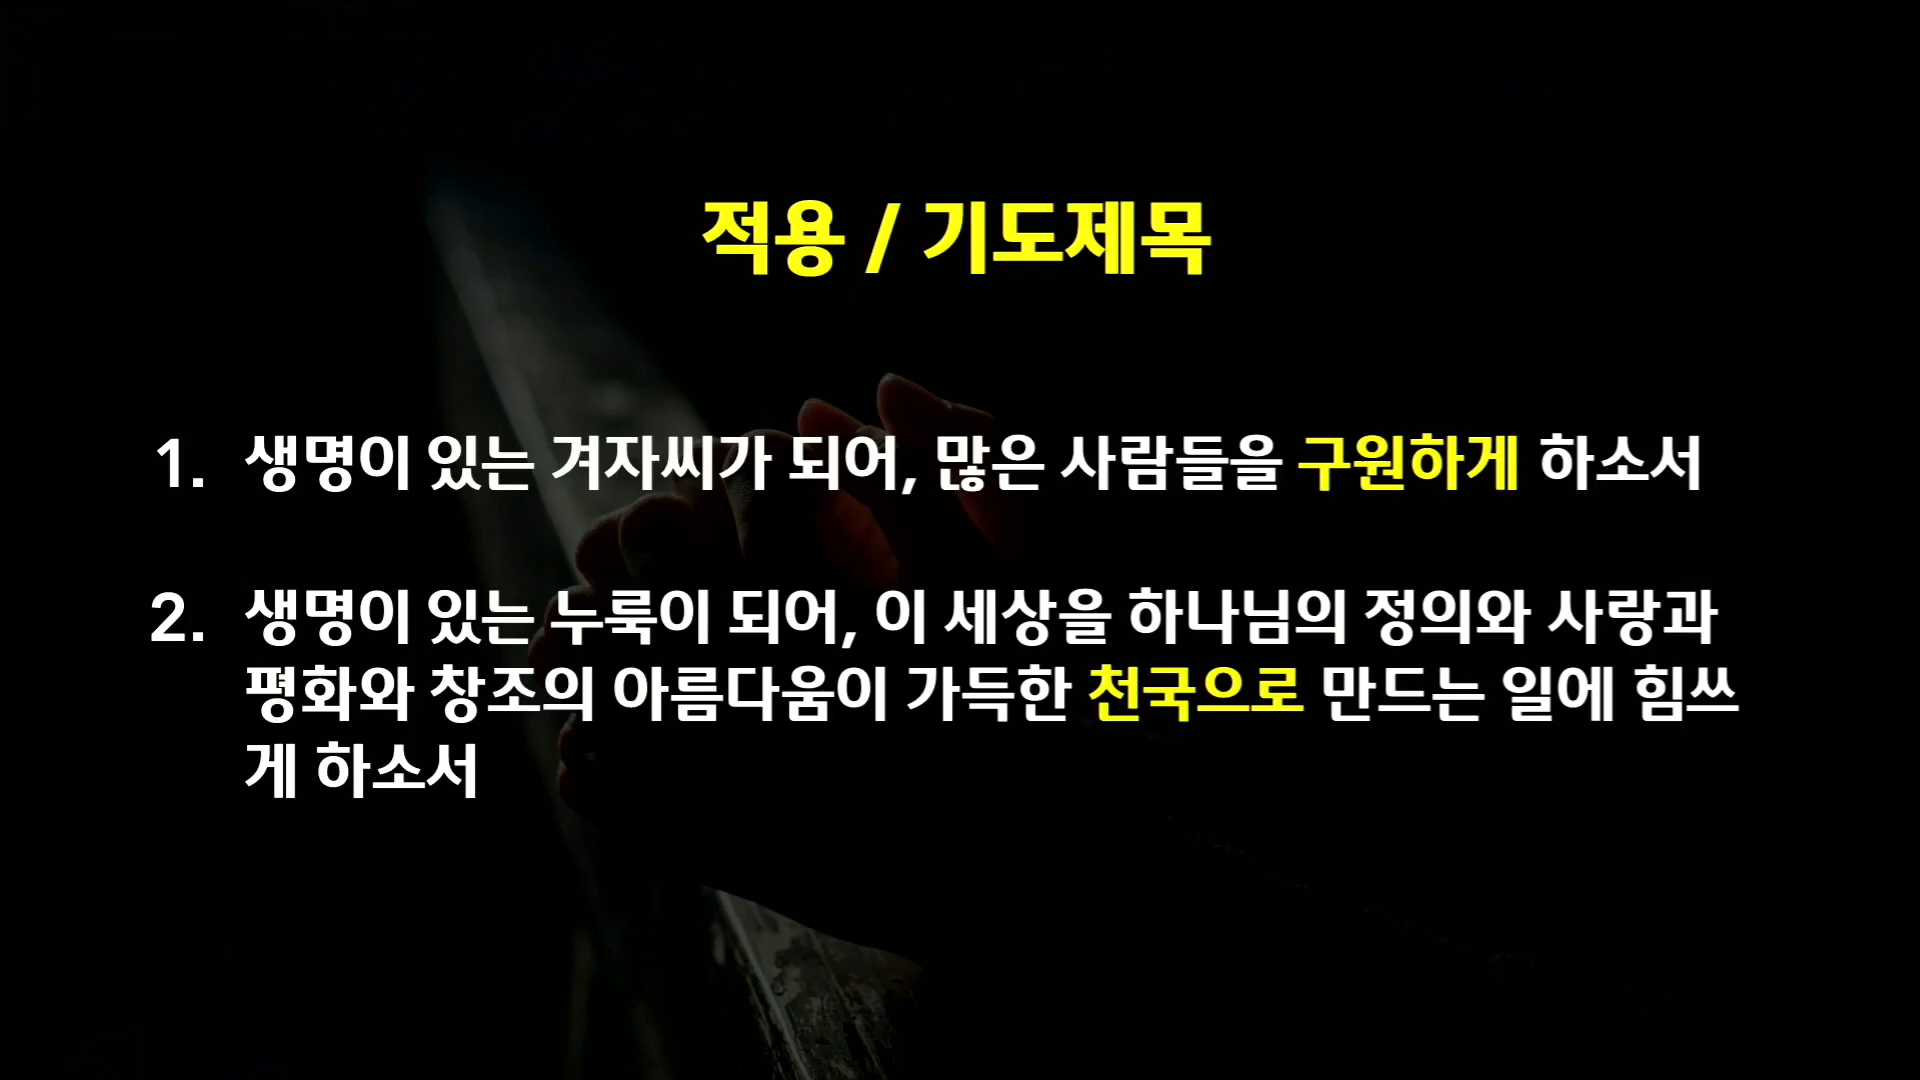 적용 / 기도제목
1. 생명이 있는 겨자씨가 되어, 많은 사람들을 구원하게 하소서
2. 생명이 있는 누룩이 되어, 이 세상을 하나님의 정의와 사랑과
평화와 창조의 아름다움이 가득한 천국으로 만드는 일에 힘쓰
게 하소서